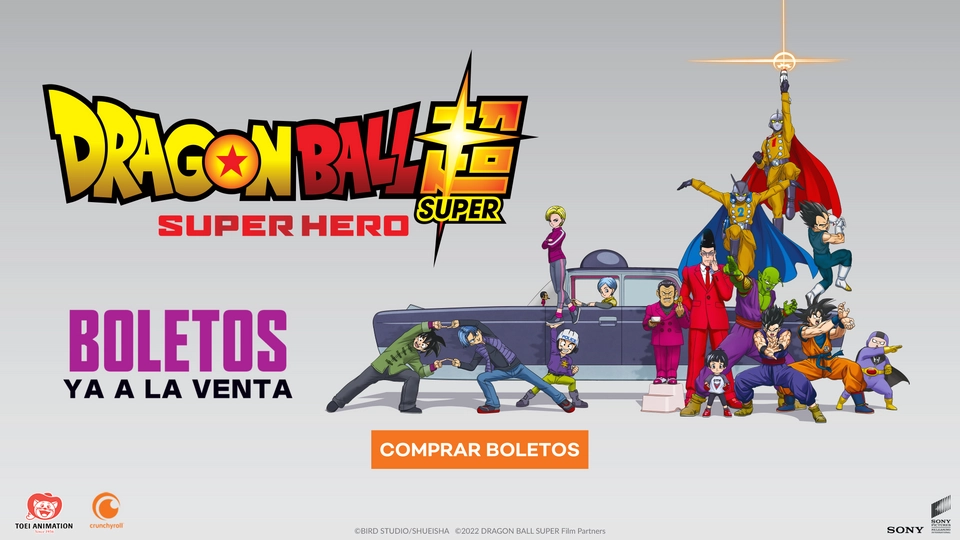 DRAGON BALL 超
SUPER
SUPER HERO
BOLETOS
YA A LA VENTA
COMPRAR BOLETOS
TOEI ANIMATION
crunchyroll
©BIRD STUDIO/SHUEISHA ©2022 DRAGON BALL SUPER Film Partners
SONY
SONY
PICTURES